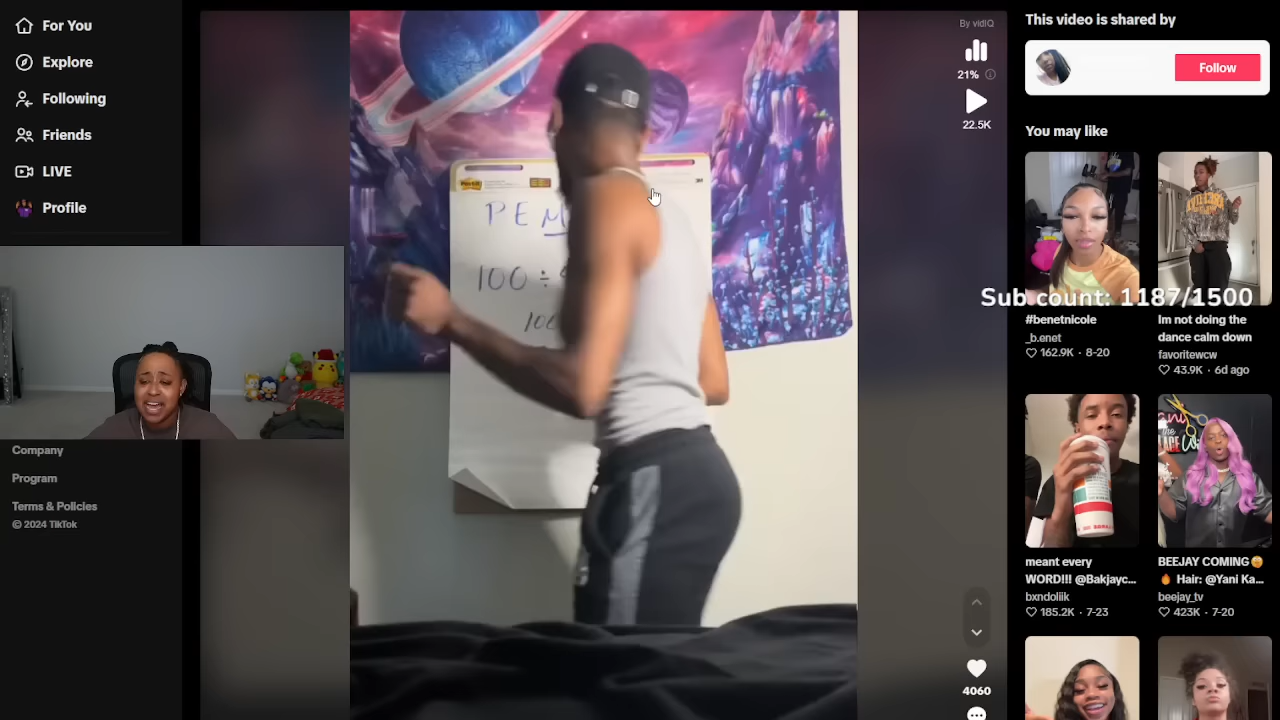 For You
Explore
Following
Friends
LIVE
Profile
Company
Program
Terms & Policies
© 2024 TikTok
Post-it
P E M
100 ÷
100
By vidIQ
21%
22.5K
4060
This video is shared by
Follow
You may like
Sub count: 1187/1500
#benetnicole
_b.enet
162.9K · 8-20
Im not doing the
dance calm down
favoritewcw
43.9K · 6d ago
meant every
WORD!!! @Bakjayc...
bxndoliik
185.2K · 7-23
BEEJAY COMING
Hair: @Yani Ka...
beejay_tv
423K · 7-20